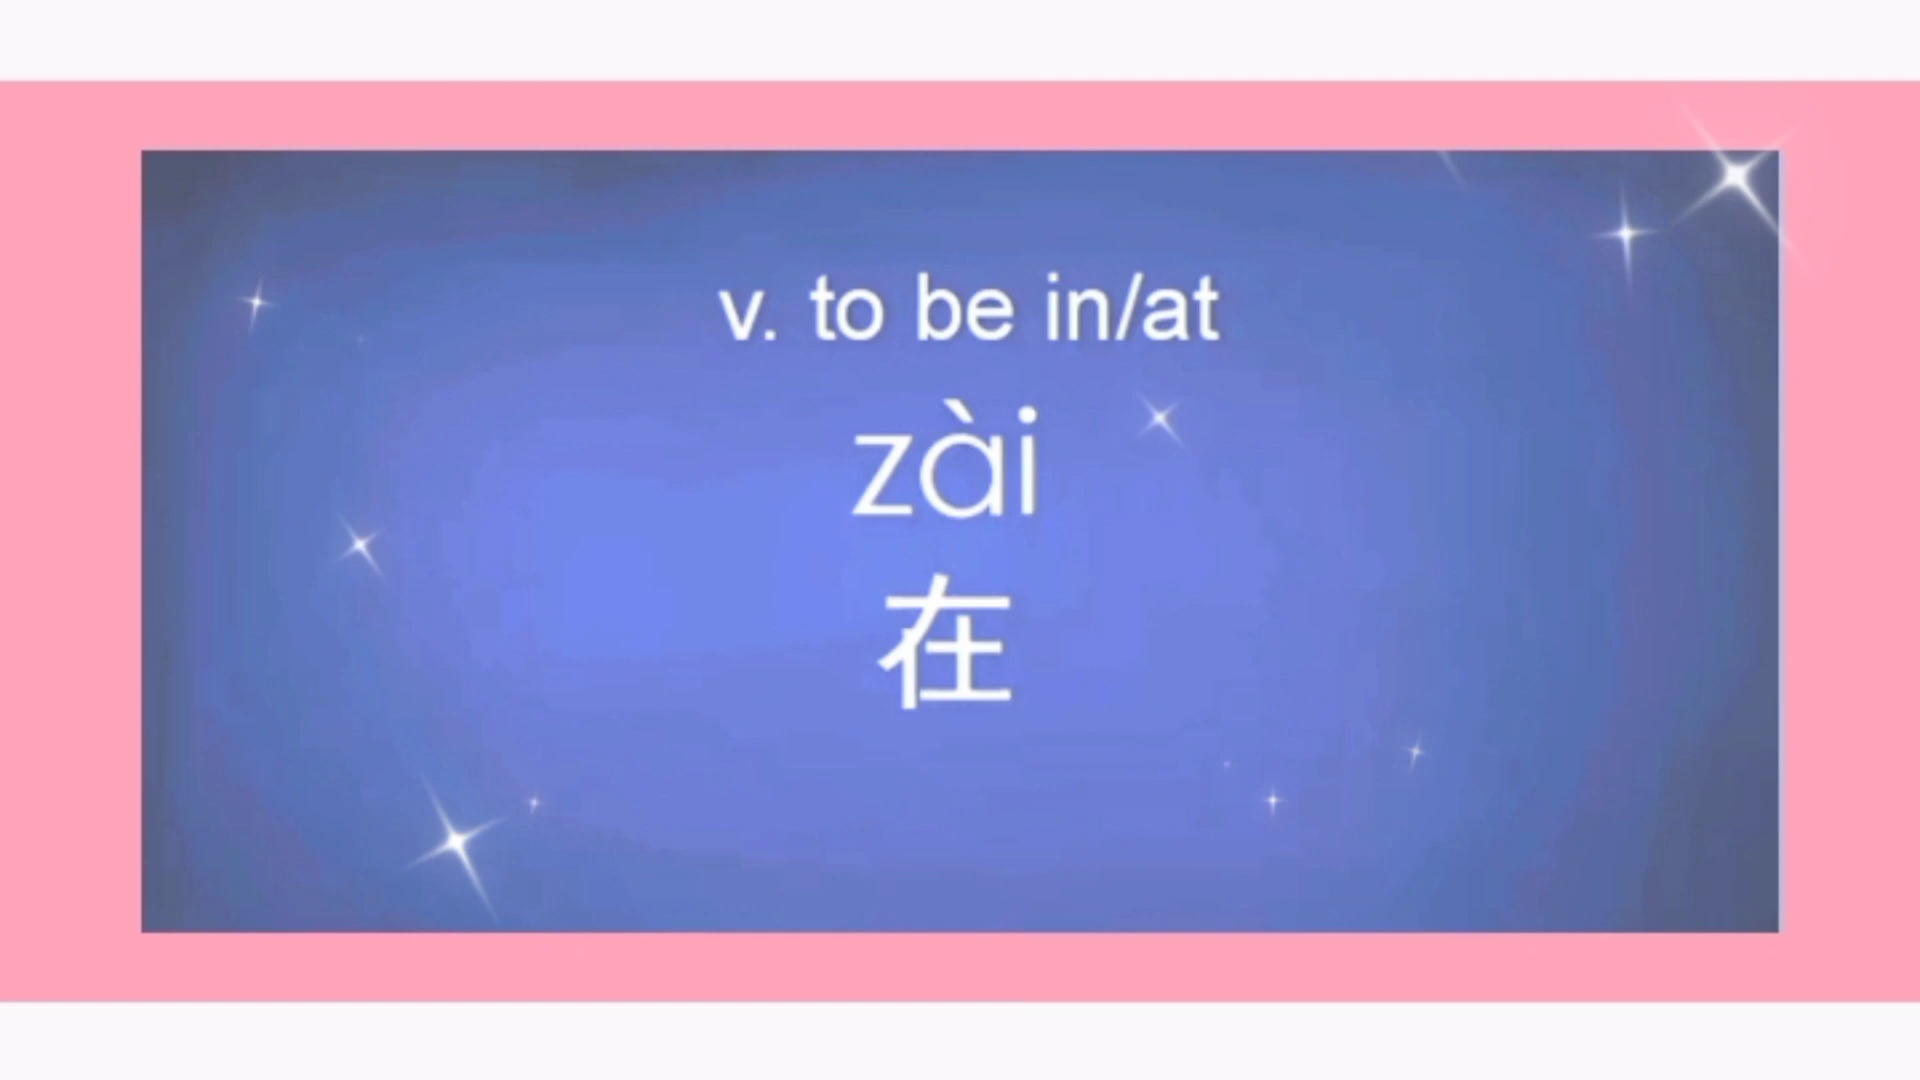 v. to be in/at
zài
在